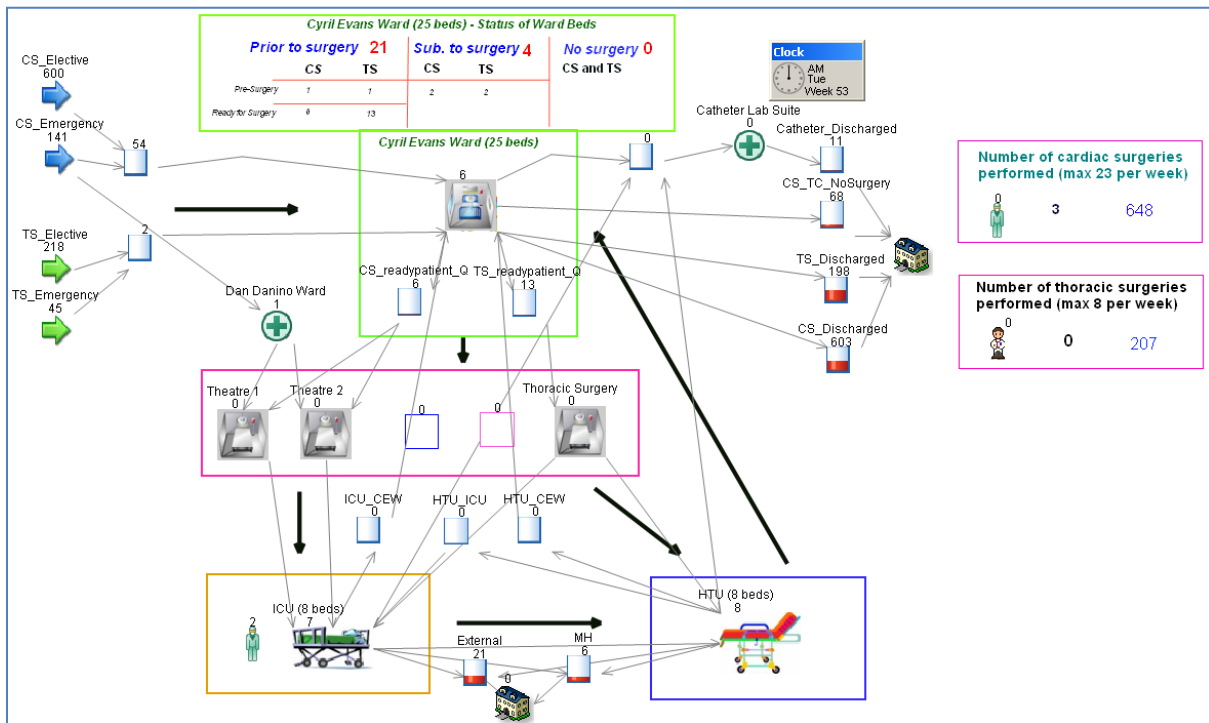 Cyril Evans Ward (25 beds) - Status of Ward Beds
Prior to surgery 21
Sub. to surgery 4
No surgery 0
CS TS
CS TS
CS and TS
Pre-Surgery 1 1 2 2
Ready for Surgery 6 13
Clock
AM
Tue
Week 53
CS_Elective
600
CS_Emergency
141
54
TS_Elective
218
2
TS_Emergency
45
Dan Danino Ward
1
Cyril Evans Ward (25 beds)
6
CS_readypatient_Q
6
TS_readypatient_Q
13
0
Catheter Lab Suite
0
Catheter_Discharged
11
CS_TC_NoSurgery
68
TS_Discharged
198
CS_Discharged
603
Number of cardiac surgeries
performed (max 23 per week)
0
3 648
Number of thoracic surgeries
performed (max 8 per week)
0
0 207
Theatre 1
0
Theatre 2
0
0
0
Thoracic Surgery
0
ICU_CEW
0
HTU_ICU
0
HTU_CEW
0
ICU (8 beds)
7
2
External
21
MH
6
0
HTU (8 beds)
8